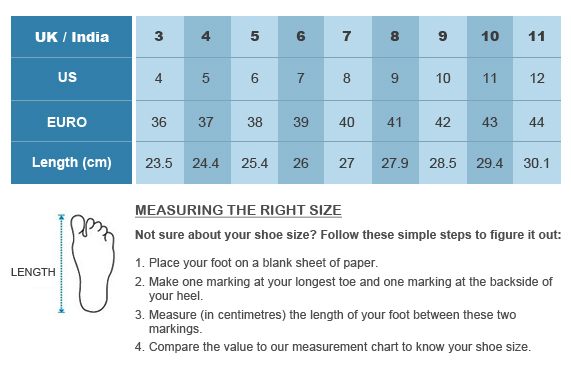 UK / India 3 4 5 6 7 8 9 10 11
US 4 5 6 7 8 9 10 11 12
EURO 36 37 38 39 40 41 42 43 44
Length (cm) 23.5 24.4 25.4 26 27 27.9 28.5 29.4 30.1
MEASURING THE RIGHT SIZE
Not sure about your shoe size? Follow these simple steps to figure it out:
LENGTH
1. Place your foot on a blank sheet of paper.
2. Make one marking at your longest toe and one marking at the backside of
your heel.
3. Measure (in centimetres) the length of your foot between these two
markings.
4. Compare the value to our measurement chart to know your shoe size.